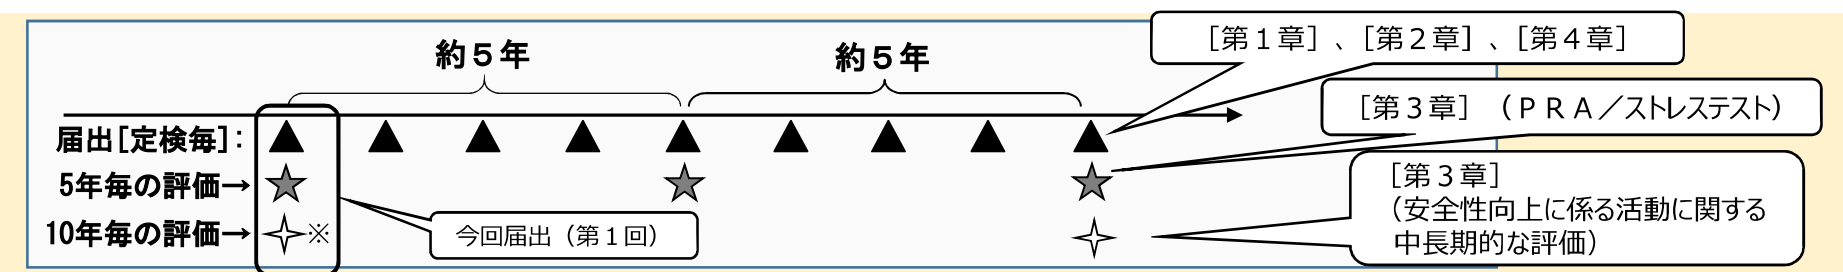 約５年
約５年
［第１章］、［第２章］、［第４章］
［第３章］（ＰＲＡ／ストレステスト）
届出[定検毎]：
5年毎の評価→
10年毎の評価→
※
今回届出（第１回）
［第３章］
（安全性向上に係る活動に関する
中長期的な評価）